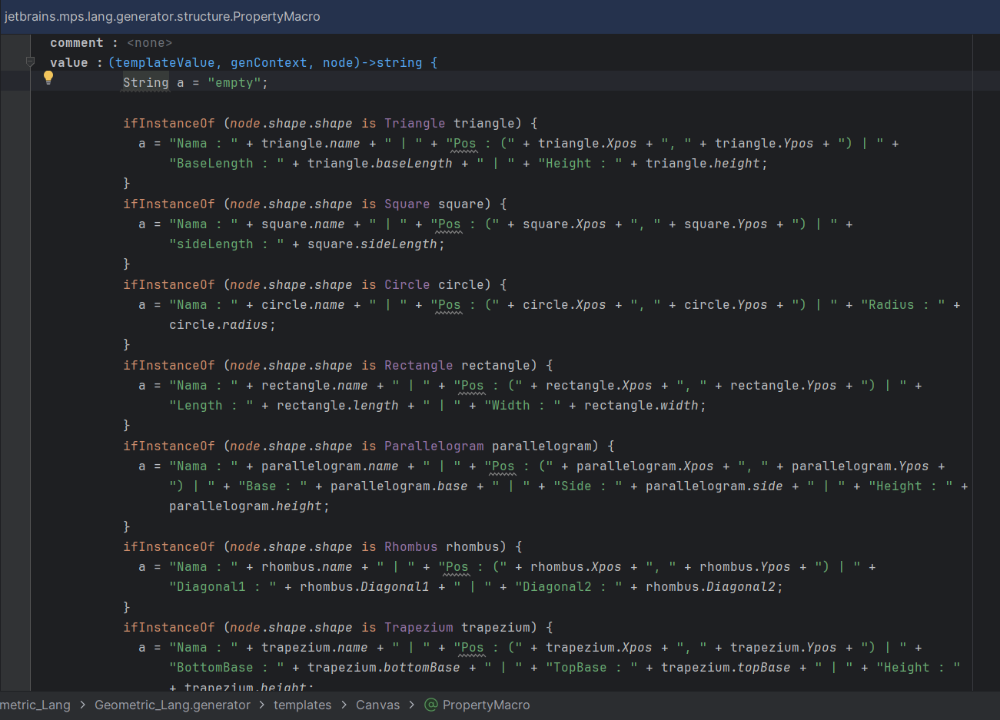 jetbrains.mps.lang.generator.structure.PropertyMacro
comment : <none>
value : (templateValue, genContext, node)->string {
String a = "empty";
ifInstanceOf (node.shape.shape is Triangle triangle) {
a = "Nama : " + triangle.name + " | " + "Pos : (" + triangle.Xpos + ", " + triangle.Ypos + ") | " +
"BaseLength : " + triangle.baseLength + " | " + "Height : " + triangle.height;
}
ifInstanceOf (node.shape.shape is Square square) {
a = "Nama : " + square.name + " | " + "Pos : (" + square.Xpos + ", " + square.Ypos + ") | " +
"sideLength : " + square.sideLength;
}
ifInstanceOf (node.shape.shape is Circle circle) {
a = "Nama : " + circle.name + " | " + "Pos : (" + circle.Xpos + ", " + circle.Ypos + ") | " + "Radius : " +
circle.radius;
}
ifInstanceOf (node.shape.shape is Rectangle rectangle) {
a = "Nama : " + rectangle.name + " | " + "Pos : (" + rectangle.Xpos + ", " + rectangle.Ypos + ") | " +
"Length : " + rectangle.length + " | " + "Width : " + rectangle.width;
}
ifInstanceOf (node.shape.shape is Parallelogram parallelogram) {
a = "Nama : " + parallelogram.name + " | " + "Pos : (" + parallelogram.Xpos + ", " + parallelogram.Ypos +
") | " + "Base : " + parallelogram.base + " | " + "Side : " + parallelogram.side + " | " + "Height : " +
parallelogram.height;
}
ifInstanceOf (node.shape.shape is Rhombus rhombus) {
a = "Nama : " + rhombus.name + " | " + "Pos : (" + rhombus.Xpos + ", " + rhombus.Ypos + ") | " +
"Diagonal1 : " + rhombus.Diagonal1 + " | " + "Diagonal2 : " + rhombus.Diagonal2;
}
ifInstanceOf (node.shape.shape is Trapezium trapezium) {
a = "Nama : " + trapezium.name + " | " + "Pos : (" + trapezium.Xpos + ", " + trapezium.Ypos + ") | " +
"BottomBase : " + trapezium.bottomBase + " | " + "TopBase : " + trapezium.topBase + " | " + "Height : "
+ trapezium.height;
metric_Lang > Geometric_Lang.generator > templates > Canvas > @ PropertyMacro